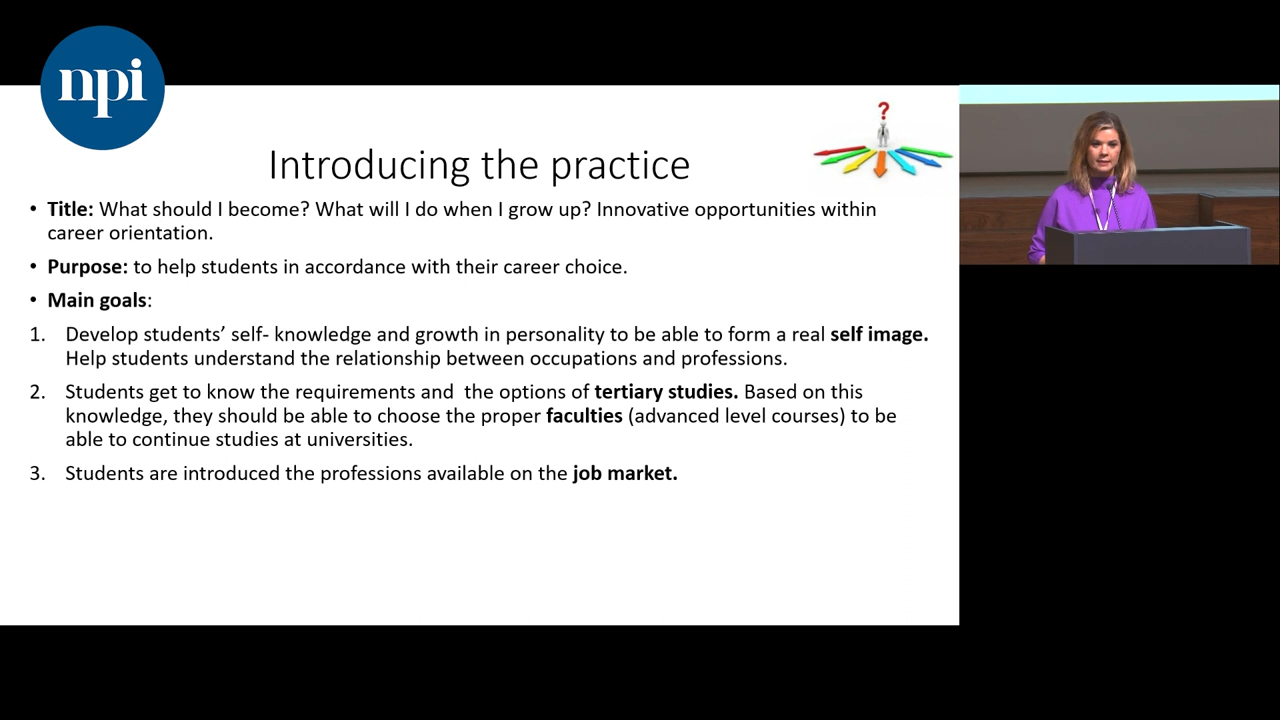 npi
?
Introducing the practice
• Title: What should I become? What will I do when I grow up? Innovative opportunities within
career orientation.
• Purpose: to help students in accordance with their career choice.
• Main goals:
1. Develop students’ self- knowledge and growth in personality to be able to form a real self image.
Help students understand the relationship between occupations and professions.
2. Students get to know the requirements and  the options of tertiary studies. Based on this
knowledge, they should be able to choose the proper faculties (advanced level courses) to be
able to continue studies at universities.
3. Students are introduced the professions available on the job market.